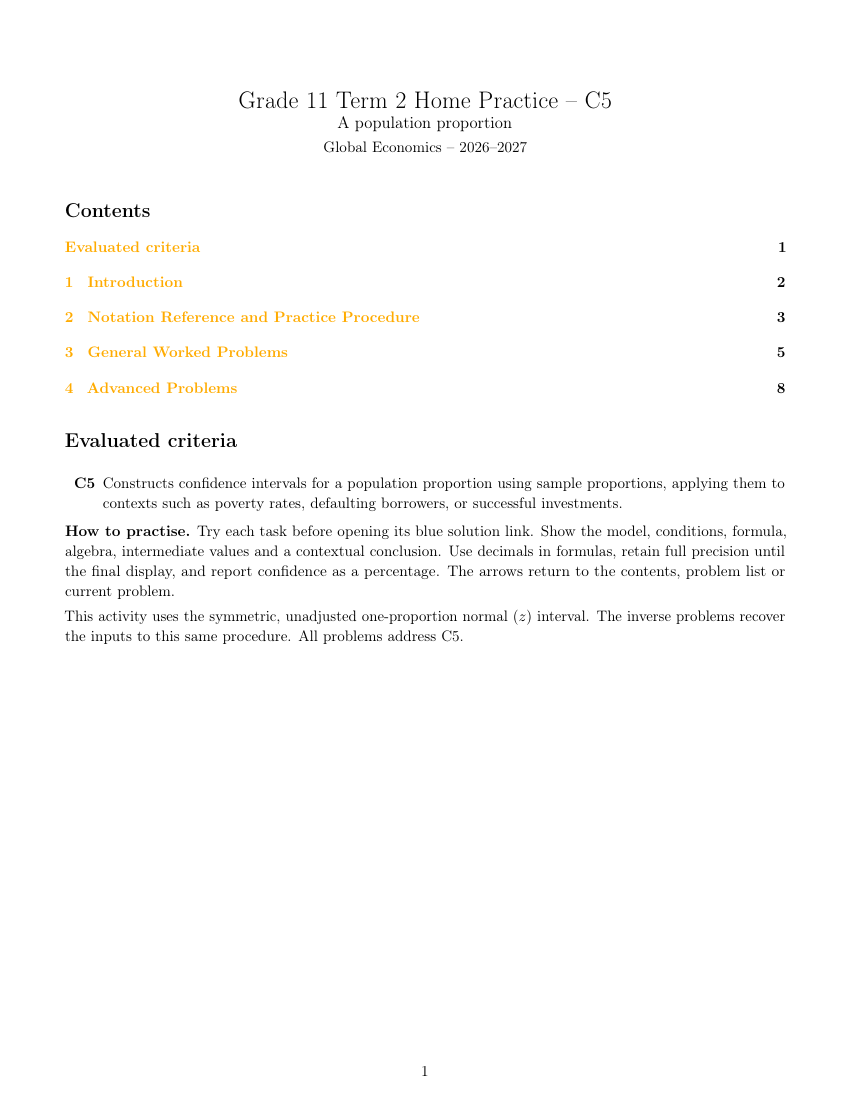 Grade 11 Term 2 Home Practice – C5
A population proportion
Global Economics – 2026–2027
Contents
Evaluated criteria 1
1 Introduction 2
2 Notation Reference and Practice Procedure 3
3 General Worked Problems 5
4 Advanced Problems 8
Evaluated criteria
C5 Constructs confidence intervals for a population proportion using sample proportions, applying them to
contexts such as poverty rates, defaulting borrowers, or successful investments.
How to practise. Try each task before opening its blue solution link. Show the model, conditions, formula,
algebra, intermediate values and a contextual conclusion. Use decimals in formulas, retain full precision until
the final display, and report confidence as a percentage. The arrows return to the contents, problem list or
current problem.
This activity uses the symmetric, unadjusted one-proportion normal (z) interval. The inverse problems recover
the inputs to this same procedure. All problems address C5.
1